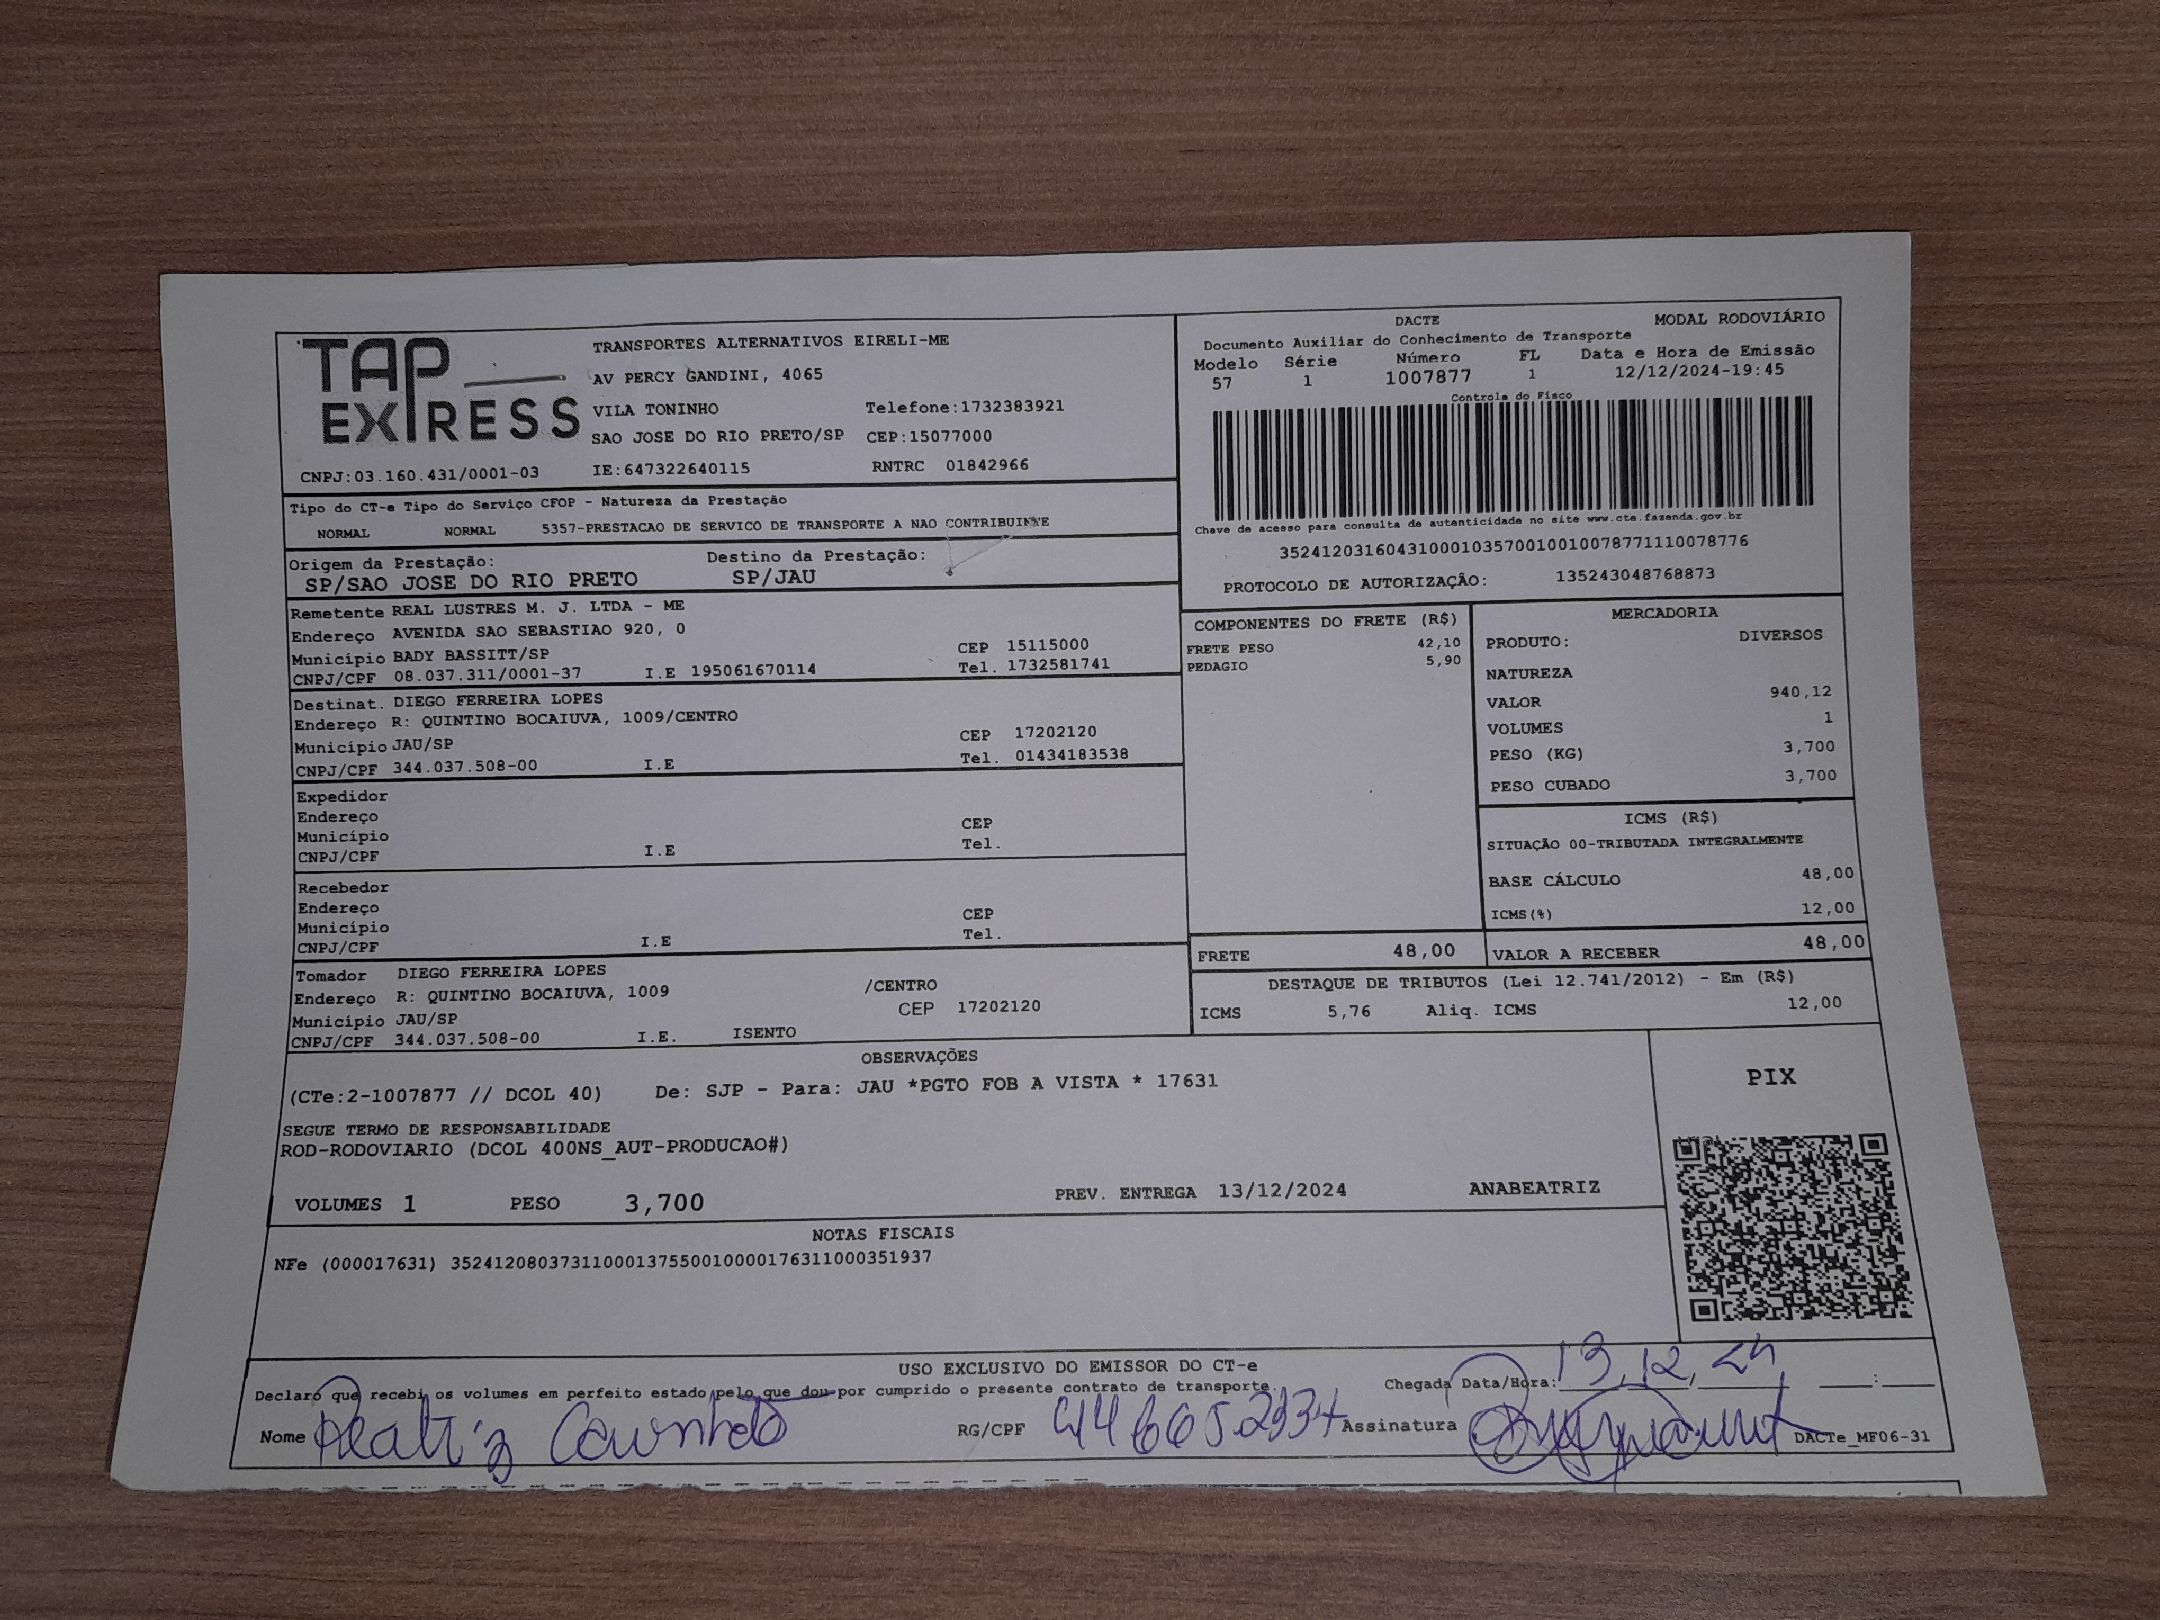 TAP EXPRESS
TRANSPORTES ALTERNATIVOS EIRELI-ME
AV PERCY GANDINI, 4065
VILA TONINHO Telefone:1732383921
SAO JOSE DO RIO PRETO/SP CEP:15077000
CNPJ:03.160.431/0001-03 IE:647322640115 RNTRC 01842966
DACTE MODAL RODOVIÁRIO
Documento Auxiliar do Conhecimento de Transporte
Modelo Série Número FL Data e Hora de Emissão
57 1 1007877 1 12/12/2024-19:45
Controle do Fisco
Chave de acesso para consulta de autenticidade no site www.cte.fazenda.gov.br
35241203160431000103570010010078771110078776
PROTOCOLO DE AUTORIZAÇÃO: 135243048768873
Tipo do CT-e Tipo do Serviço CFOP - Natureza da Prestação
NORMAL NORMAL 5357-PRESTACAO DE SERVICO DE TRANSPORTE A NAO CONTRIBUINTE
Origem da Prestação: Destino da Prestação:
SP/SAO JOSE DO RIO PRETO SP/JAU
Remetente REAL LUSTRES M. J. LTDA - ME
Endereço AVENIDA SAO SEBASTIAO 920, 0
Município BADY BASSITT/SP CEP 15115000
CNPJ/CPF 08.037.311/0001-37 I.E 195061670114 Tel. 1732581741
Destinat. DIEGO FERREIRA LOPES
Endereço R: QUINTINO BOCAIUVA, 1009/CENTRO
Município JAU/SP CEP 17202120
CNPJ/CPF 344.037.508-00 I.E Tel. 01434183538
Expedidor
Endereço
Município CEP
CNPJ/CPF I.E Tel.
Recebedor
Endereço
Município CEP
CNPJ/CPF I.E Tel.
Tomador DIEGO FERREIRA LOPES
Endereço R: QUINTINO BOCAIUVA, 1009 /CENTRO
Município JAU/SP CEP 17202120
CNPJ/CPF 344.037.508-00 I.E. ISENTO
COMPONENTES DO FRETE (R$)
FRETE PESO 42,10
PEDAGIO 5,90
FRETE 48,00
MERCADORIA
PRODUTO: DIVERSOS
NATUREZA
VALOR 940,12
VOLUMES 1
PESO (KG) 3,700
PESO CUBADO 3,700
ICMS (R$)
SITUAÇÃO 00-TRIBUTADA INTEGRALMENTE
BASE CÁLCULO 48,00
ICMS(%) 12,00
VALOR A RECEBER 48,00
DESTAQUE DE TRIBUTOS (Lei 12.741/2012) - Em (R$)
ICMS 5,76 Aliq. ICMS 12,00
OBSERVAÇÕES
(CTe:2-1007877 // DCOL 40) De: SJP - Para: JAU *PGTO FOB A VISTA * 17631
SEGUE TERMO DE RESPONSABILIDADE
ROD-RODOVIARIO (DCOL 400NS_AUT-PRODUCAO#)
VOLUMES 1 PESO 3,700 PREV. ENTREGA 13/12/2024 ANABEATRIZ
PIX
NOTAS FISCAIS
NFe (000017631) 35241208037311000137550010000176311000351937
USO EXCLUSIVO DO EMISSOR DO CT-e
Declaro que recebi os volumes em perfeito estado pelo que dou por cumprido o presente contrato de transporte. Chegada Data/Hora: 13, 12, 24 :
Nome Beatriz RG/CPF Assinatura DACTe_MF06-31